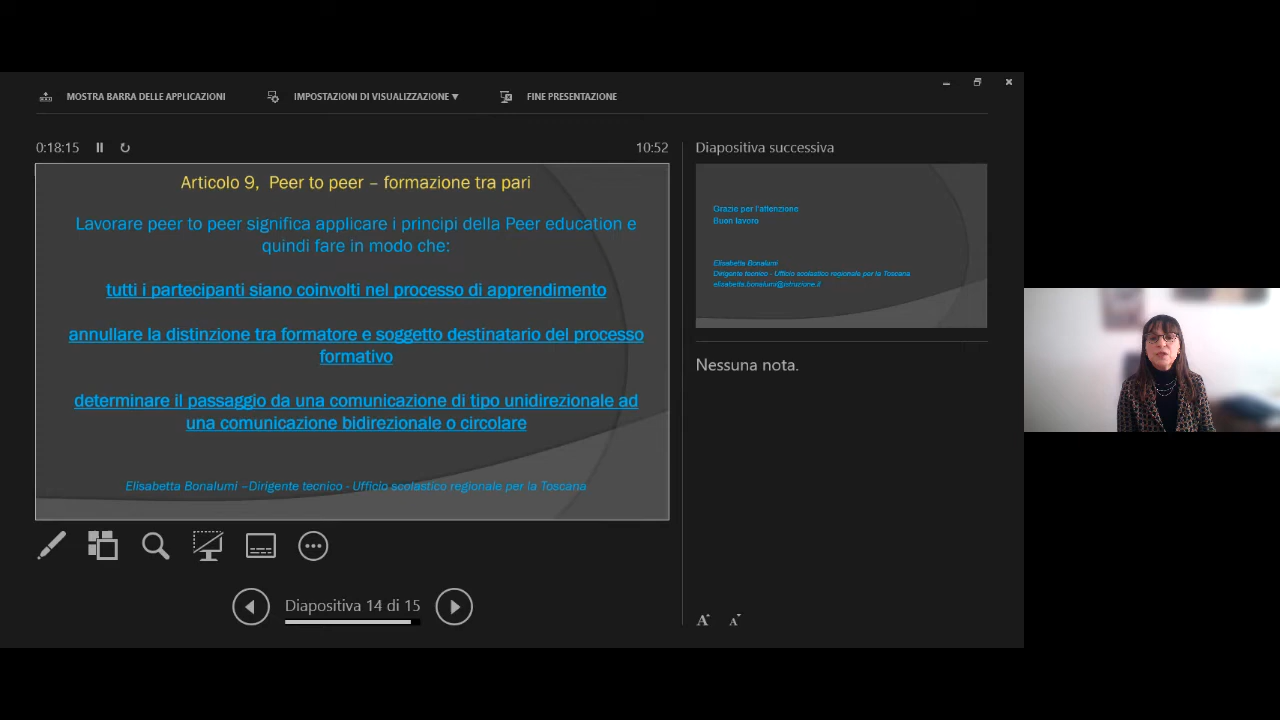 MOSTRA BARRA DELLE APPLICAZIONI
IMPOSTAZIONI DI VISUALIZZAZIONE
FINE PRESENTAZIONE
0:18:15
10:52
Articolo 9, Peer to peer – formazione tra pari
Lavorare peer to peer significa applicare i principi della Peer education e
quindi fare in modo che:
tutti i partecipanti siano coinvolti nel processo di apprendimento
annullare la distinzione tra formatore e soggetto destinatario del processo
formativo
determinare il passaggio da una comunicazione di tipo unidirezionale ad
una comunicazione bidirezionale o circolare
Elisabetta Bonalumi –Dirigente tecnico - Ufficio scolastico regionale per la Toscana
Diapositiva 14 di 15
Diapositiva successiva
Grazie per l'attenzione
Buon lavoro
Elisabetta Bonalumi
Dirigente tecnico - Ufficio scolastico regionale per la Toscana
elisabetta.bonalumi@istruzione.it
Nessuna nota.
A A